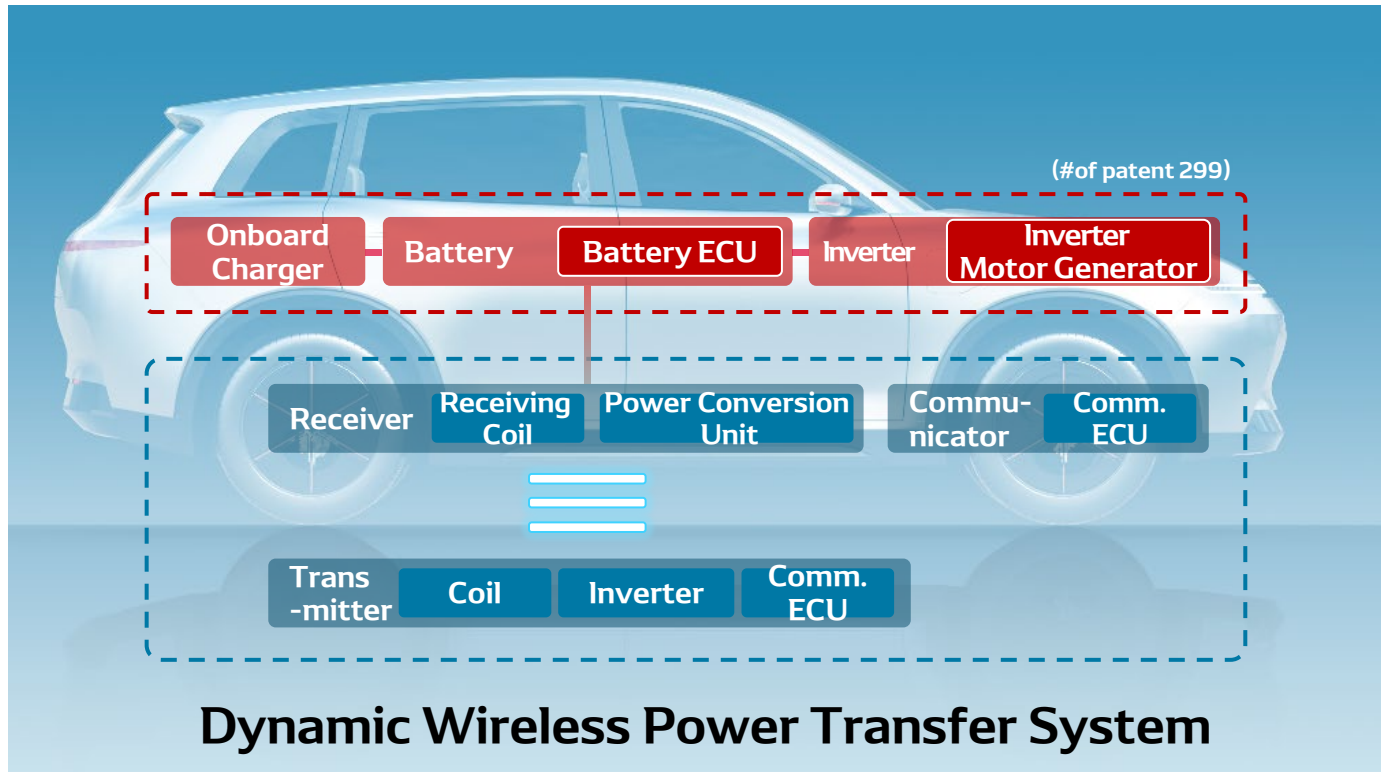 (#of patent 299)
Onboard
Charger
Battery
Battery ECU
Inverter
Inverter
Motor Generator
Receiver
Receiving
Coil
Power Conversion
Unit
Commu-
nicator
Comm.
ECU
Trans
-mitter
Coil
Inverter
Comm.
ECU
Dynamic Wireless Power Transfer System